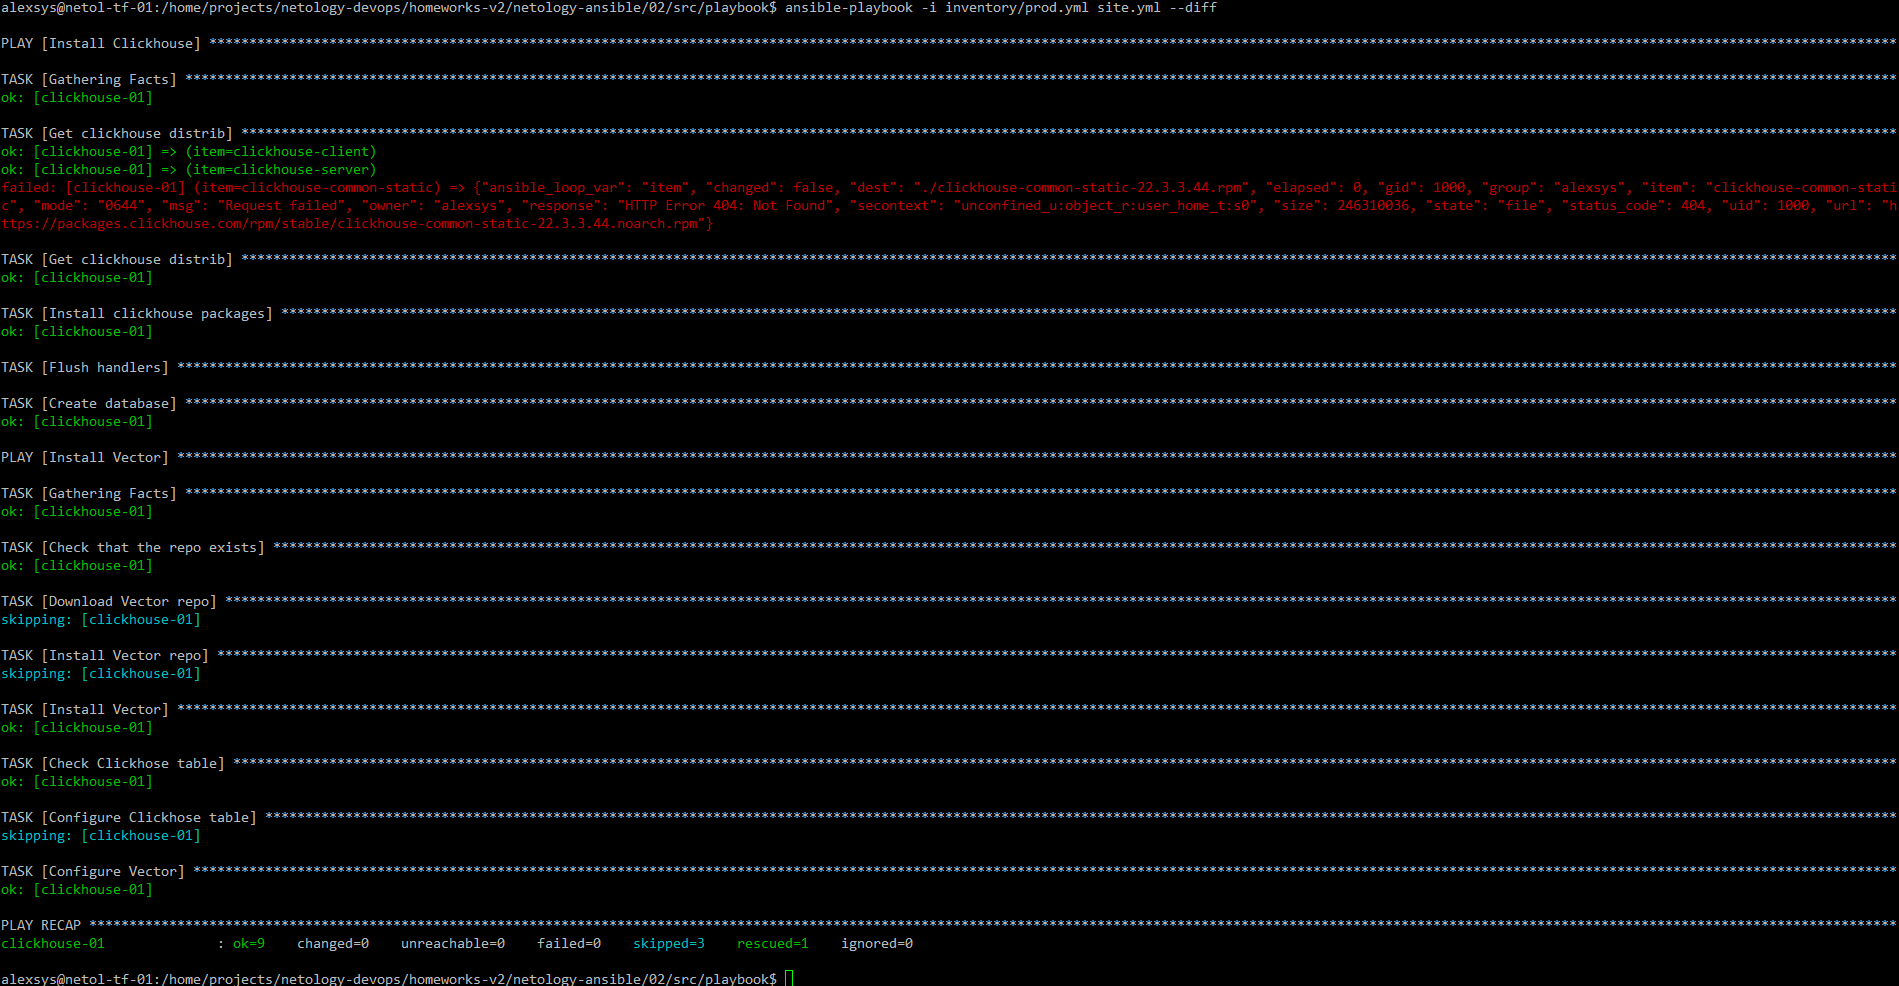 alexsys@netol-tf-01:/home/projects/netology-devops/homeworks-v2/netology-ansible/02/src/playbook$ ansible-playbook -i inventory/prod.yml site.yml --diff
PLAY [Install Clickhouse] ****************************************************************
TASK [Gathering Facts] ****************************************************************
ok: [clickhouse-01]
TASK [Get clickhouse distrib] ****************************************************************
ok: [clickhouse-01] => (item=clickhouse-client)
ok: [clickhouse-01] => (item=clickhouse-server)
failed: [clickhouse-01] (item=clickhouse-common-static) => {"ansible_loop_var": "item", "changed": false, "dest": "./clickhouse-common-static-22.3.3.44.rpm", "elapsed": 0, "gid": 1000, "group": "alexsys", "item": "clickhouse-common-stati
c", "mode": "0644", "msg": "Request failed", "owner": "alexsys", "response": "HTTP Error 404: Not Found", "secontext": "unconfined_u:object_r:user_home_t:s0", "size": 246310036, "state": "file", "status_code": 404, "uid": 1000, "url": "h
ttps://packages.clickhouse.com/rpm/stable/clickhouse-common-static-22.3.3.44.noarch.rpm"}
TASK [Get clickhouse distrib] ****************************************************************
ok: [clickhouse-01]
TASK [Install clickhouse packages] ****************************************************************
ok: [clickhouse-01]
TASK [Flush handlers] ****************************************************************
TASK [Create database] ****************************************************************
ok: [clickhouse-01]
PLAY [Install Vector] ****************************************************************
TASK [Gathering Facts] ****************************************************************
ok: [clickhouse-01]
TASK [Check that the repo exists] ****************************************************************
ok: [clickhouse-01]
TASK [Download Vector repo] ****************************************************************
skipping: [clickhouse-01]
TASK [Install Vector repo] ****************************************************************
skipping: [clickhouse-01]
TASK [Install Vector] ****************************************************************
ok: [clickhouse-01]
TASK [Check Clickhose table] ****************************************************************
ok: [clickhouse-01]
TASK [Configure Clickhose table] ****************************************************************
skipping: [clickhouse-01]
TASK [Configure Vector] ****************************************************************
ok: [clickhouse-01]
PLAY RECAP ****************************************************************
clickhouse-01              : ok=9    changed=0    unreachable=0    failed=0    skipped=3    rescued=1    ignored=0
alexsys@netol-tf-01:/home/projects/netology-devops/homeworks-v2/netology-ansible/02/src/playbook$